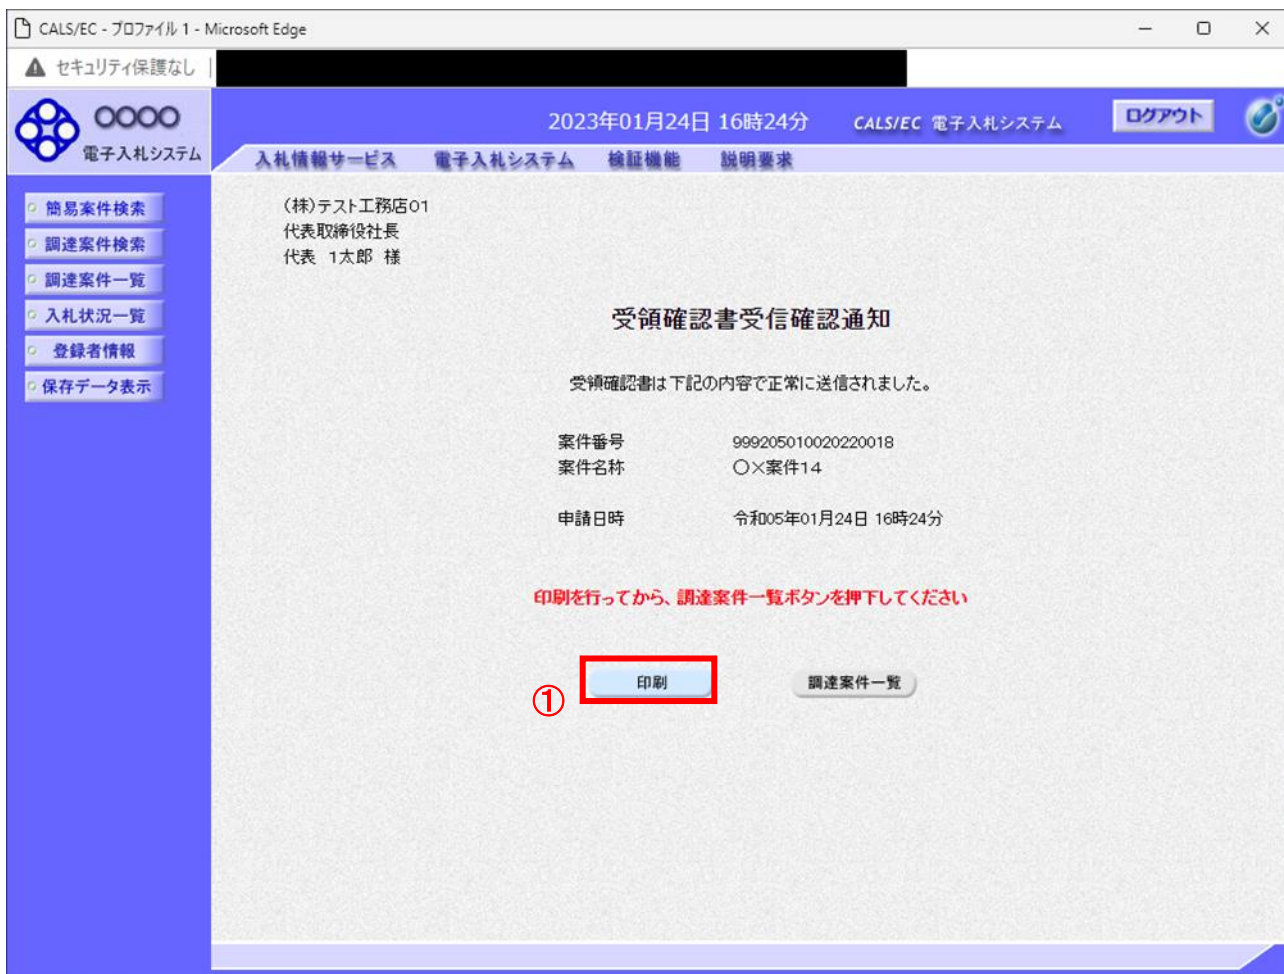 CALS/EC - プロファイル 1 - Microsoft Edge
セキュリティ保護なし
〇〇〇〇
電子入札システム
2023年01月24日 16時24分
CALS/EC 電子入札システム
ログアウト
入札情報サービス 電子入札システム 検証機能 説明要求
簡易案件検索
調達案件検索
調達案件一覧
入札状況一覧
登録者情報
保存データ表示
(株)テスト工務店01
代表取締役社長
代表 1太郎 様
受領確認書受信確認通知
受領確認書は下記の内容で正常に送信されました。
案件番号 999205010020220018
案件名称 〇×案件14
申請日時 令和05年01月24日 16時24分
印刷を行ってから、調達案件一覧ボタンを押下してください
①
印刷 調達案件一覧